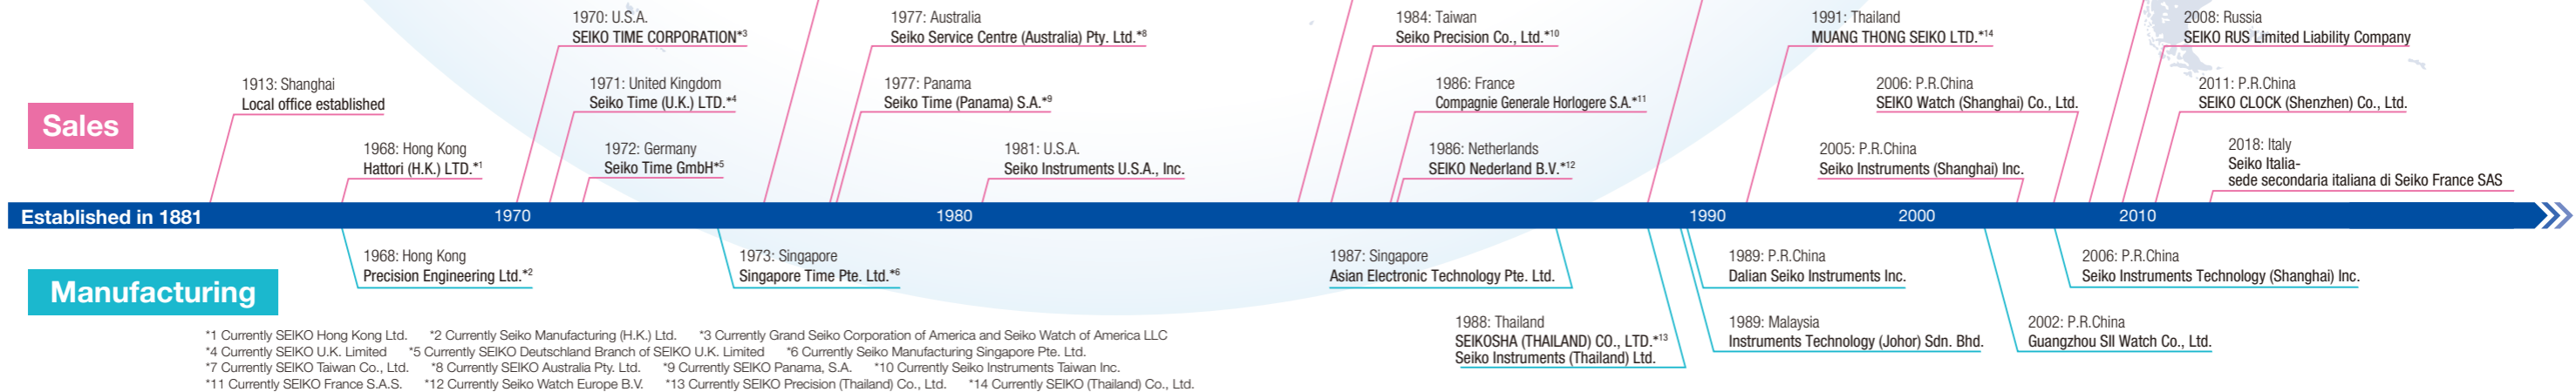 1970: U.S.A.
SEIKO TIME CORPORATION*3
1977: Australia
Seiko Service Centre (Australia) Pty. Ltd.*8
1984: Taiwan
Seiko Precision Co., Ltd.*10
1991: Thailand
MUANG THONG SEIKO LTD.*14
2008: Russia
SEIKO RUS Limited Liability Company
1913: Shanghai
Local office established
1971: United Kingdom
Seiko Time (U.K.) LTD.*4
1977: Panama
Seiko Time (Panama) S.A.*9
1986: France
Compagnie Generale Horlogere S.A.*11
2006: P.R.China
SEIKO Watch (Shanghai) Co., Ltd.
2011: P.R.China
SEIKO CLOCK (Shenzhen) Co., Ltd.
Sales
1968: Hong Kong
Hattori (H.K.) LTD.*1
1972: Germany
Seiko Time GmbH*5
1981: U.S.A.
Seiko Instruments U.S.A., Inc.
1986: Netherlands
SEIKO Nederland B.V.*12
2005: P.R.China
Seiko Instruments (Shanghai) Inc.
2018: Italy
Seiko Italia-
sede secondaria italiana di Seiko France SAS
Established in 1881
1970
1980
1990
2000
2010
1968: Hong Kong
Precision Engineering Ltd.*2
1973: Singapore
Singapore Time Pte. Ltd.*6
1987: Singapore
Asian Electronic Technology Pte. Ltd.
1989: P.R.China
Dalian Seiko Instruments Inc.
2006: P.R.China
Seiko Instruments Technology (Shanghai) Inc.
Manufacturing
1988: Thailand
SEIKOSHA (THAILAND) CO., LTD.*13
Seiko Instruments (Thailand) Ltd.
1989: Malaysia
Instruments Technology (Johor) Sdn. Bhd.
2002: P.R.China
Guangzhou SII Watch Co., Ltd.
*1 Currently SEIKO Hong Kong Ltd. *2 Currently Seiko Manufacturing (H.K.) Ltd. *3 Currently Grand Seiko Corporation of America and Seiko Watch of America LLC
*4 Currently SEIKO U.K. Limited *5 Currently SEIKO Deutschland Branch of SEIKO U.K. Limited *6 Currently Seiko Manufacturing Singapore Pte. Ltd.
*7 Currently SEIKO Taiwan Co., Ltd. *8 Currently SEIKO Australia Pty. Ltd. *9 Currently SEIKO Panama, S.A. *10 Currently Seiko Instruments Taiwan Inc.
*11 Currently SEIKO France S.A.S. *12 Currently Seiko Watch Europe B.V. *13 Currently SEIKO Precision (Thailand) Co., Ltd. *14 Currently SEIKO (Thailand) Co., Ltd.